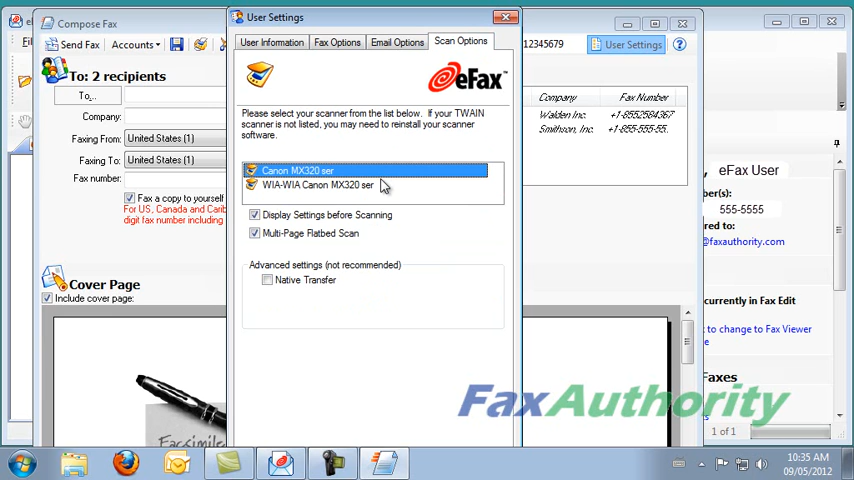 Compose Fax
User Settings
Send Fax
Accounts
12345679
User Settings
User Information
Fax Options
Email Options
Scan Options
To: 2 recipients
To...
Company:
Faxing From:
United States (1)
Faxing To:
United States (1)
Fax number:
Fax a copy to yourself
For US, Canada and Carib
digit fax number including
eFax™
Please select your scanner from the list below. If your TWAIN
scanner is not listed, you may need to reinstall your scanner
software.
Canon MX320 ser
WIA-WIA Canon MX320 ser
Display Settings before Scanning
Multi-Page Flatbed Scan
Advanced settings (not recommended)
Native Transfer
Company
Fax Number
Walden Inc.
+1-8552584367
Smithson, Inc.
+1-855-555-55..
, eFax User
555-5555
red to:
@faxauthority.com
currently in Fax Edit
k to change to Fax Viewer
e
Faxes
1 of 1
Cover Page
Include cover page:
Facsimile
FaxAuthority
10:35 AM
09/05/2012